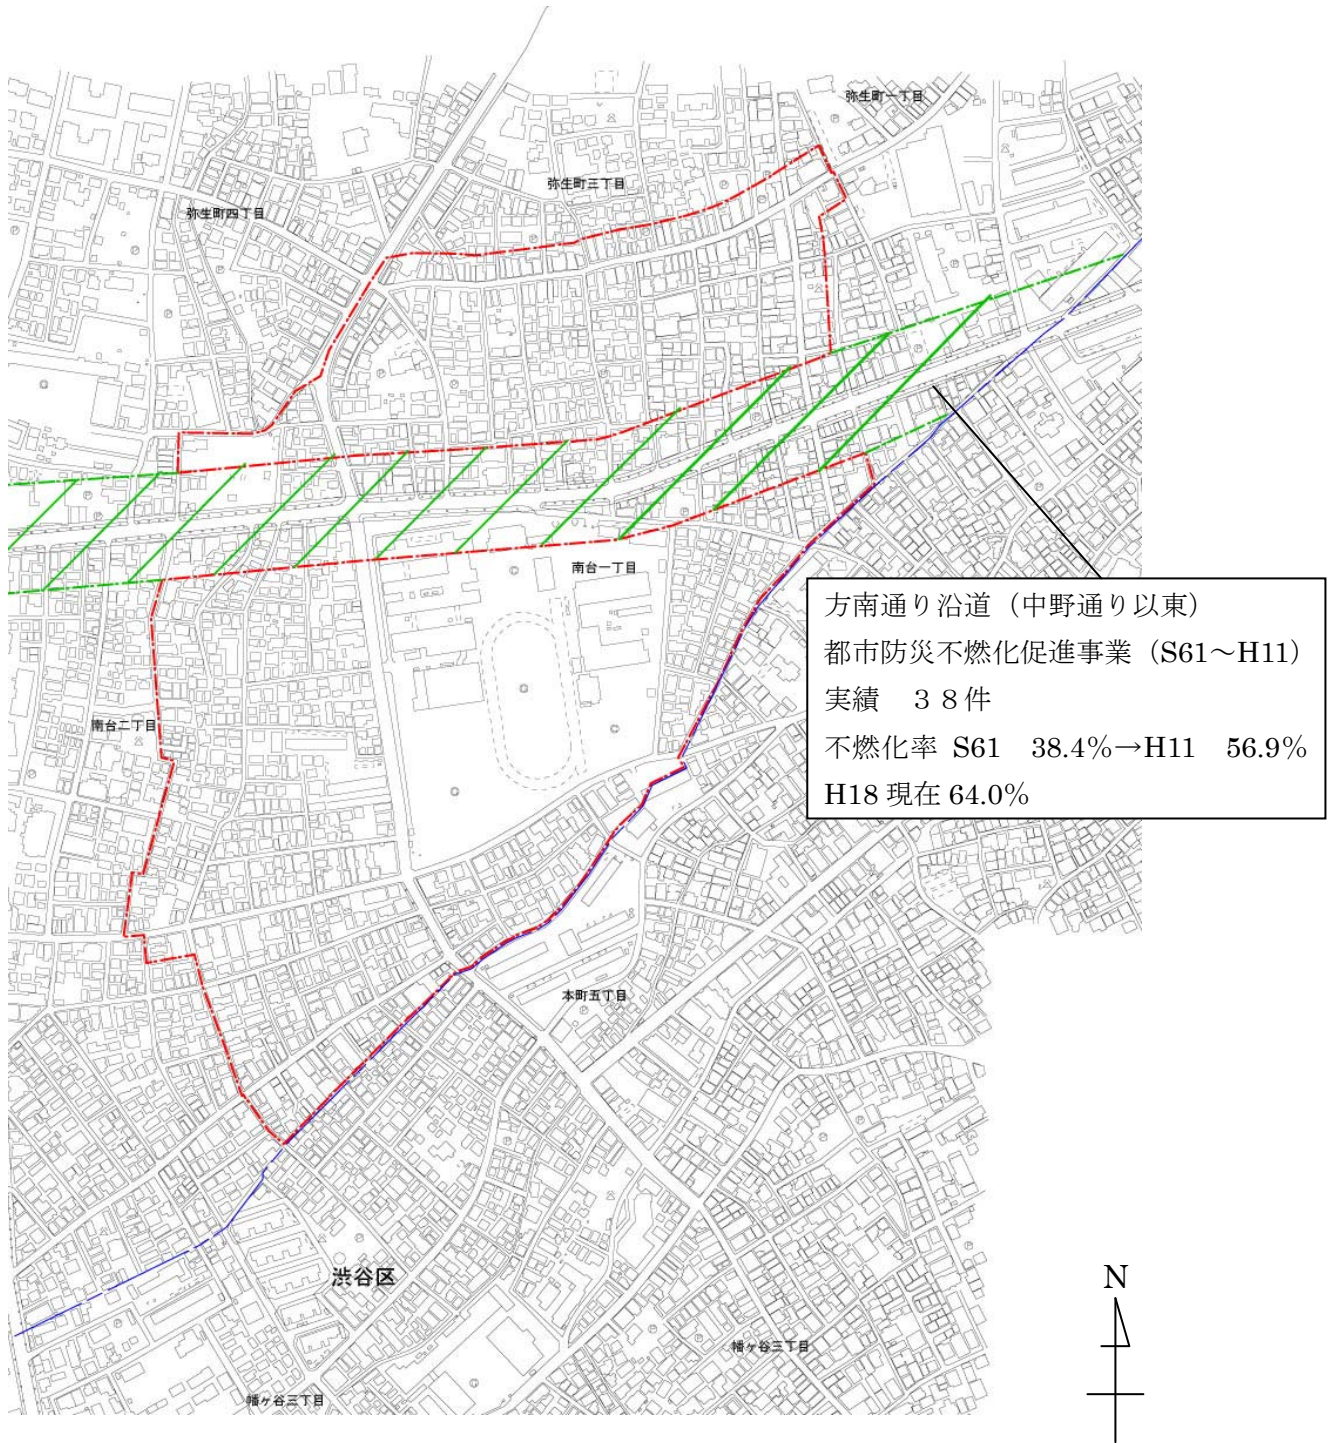 弥生町一丁目
弥生町三丁目
弥生町四丁目
南台一丁目
方南通り沿道（中野通り以東）
都市防災不燃化促進事業（S61～H11）
実績　３８件
不燃化率 S61　38.4%→H11　56.9%
H18 現在 64.0%
南台二丁目
本町五丁目
渋谷区
N
幡ヶ谷三丁目
幡ヶ谷三丁目